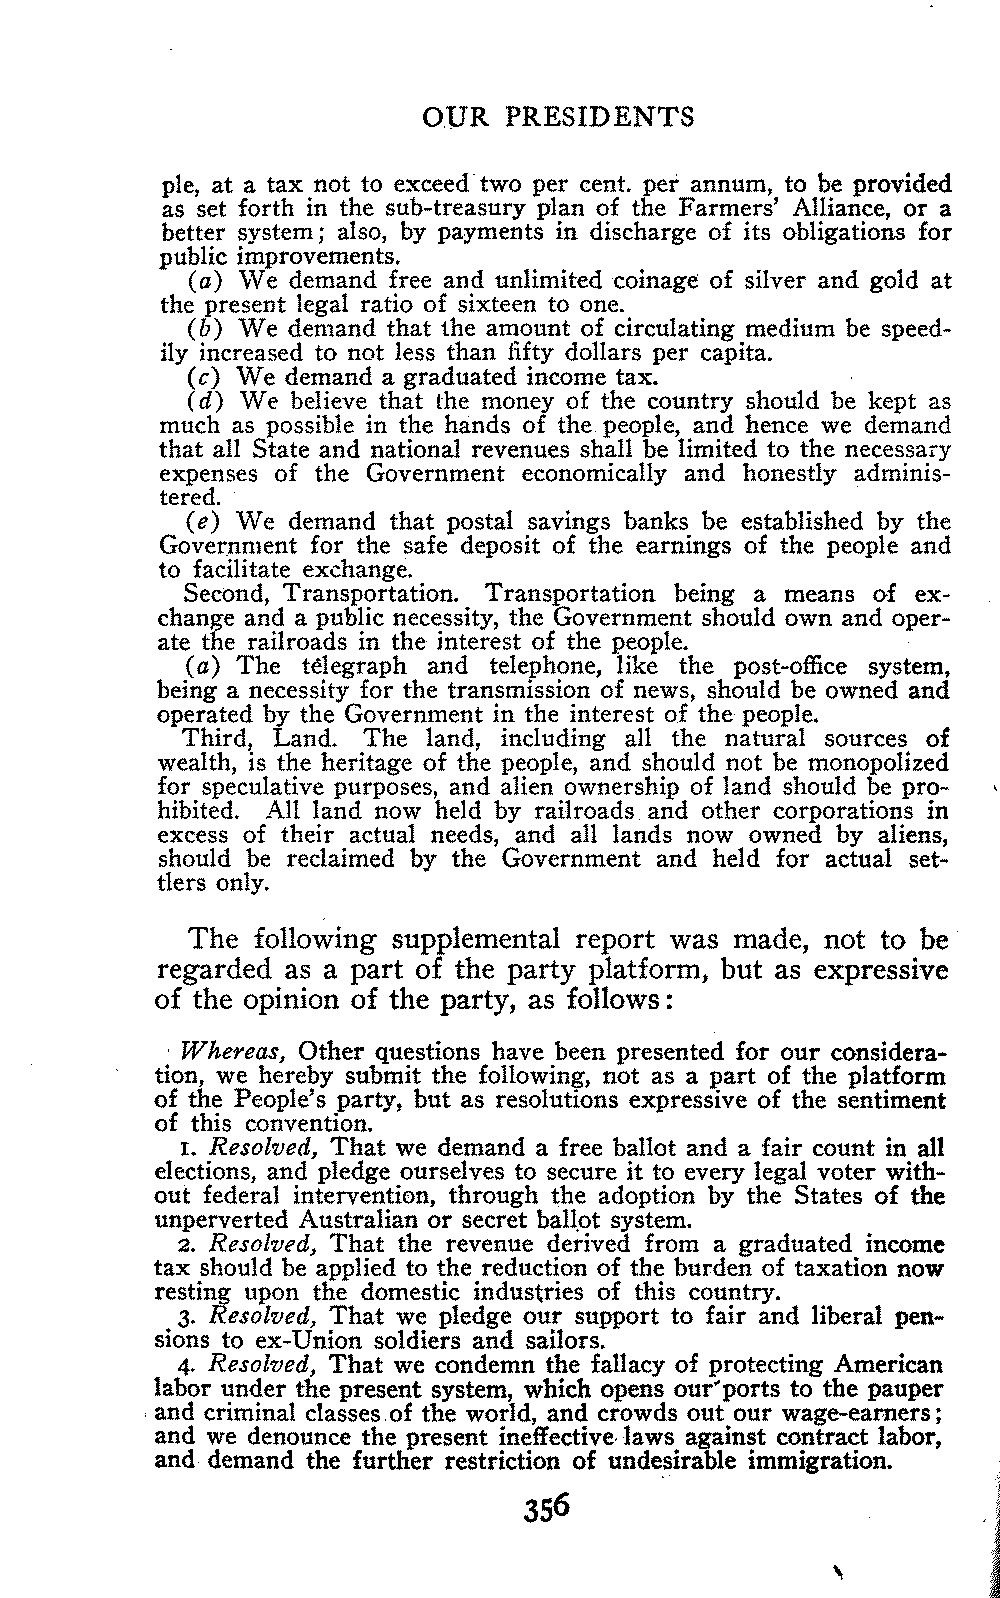 OUR PRESIDENTS
ple, at a tax not to exceed two per cent. per annum, to be provided
as set forth in the sub-treasury plan of the Farmers' Alliance, or a
better system; also, by payments in discharge of its obligations for
public improvements.
(a) We demand free and unlimited coinage of silver and gold at
the present legal ratio of sixteen to one.
(b) We demand that the amount of circulating medium be speed-
ily increased to not less than fifty dollars per capita.
(c) We demand a graduated income tax.
(d) We believe that the money of the country should be kept as
much as possible in the hands of the people, and hence we demand
that all State and national revenues shall be limited to the necessary
expenses of the Government economically and honestly adminis-
tered.
(e) We demand that postal savings banks be established by the
Government for the safe deposit of the earnings of the people and
to facilitate exchange.
Second, Transportation. Transportation being a means of ex-
change and a public necessity, the Government should own and oper-
ate the railroads in the interest of the people.
(a) The telegraph and telephone, like the post-office system,
being a necessity for the transmission of news, should be owned and
operated by the Government in the interest of the people.
Third, Land. The land, including all the natural sources of
wealth, is the heritage of the people, and should not be monopolized
for speculative purposes, and alien ownership of land should be pro-
hibited. All land now held by railroads and other corporations in
excess of their actual needs, and all lands now owned by aliens,
should be reclaimed by the Government and held for actual set-
tlers only.
The following supplemental report was made, not to be
regarded as a part of the party platform, but as expressive
of the opinion of the party, as follows:
Whereas, Other questions have been presented for our considera-
tion, we hereby submit the following, not as a part of the platform
of the People's party, but as resolutions expressive of the sentiment
of this convention.
1. Resolved, That we demand a free ballot and a fair count in all
elections, and pledge ourselves to secure it to every legal voter with-
out federal intervention, through the adoption by the States of the
unperverted Australian or secret ballot system.
2. Resolved, That the revenue derived from a graduated income
tax should be applied to the reduction of the burden of taxation now
resting upon the domestic industries of this country.
3. Resolved, That we pledge our support to fair and liberal pen-
sions to ex-Union soldiers and sailors.
4. Resolved, That we condemn the fallacy of protecting American
labor under the present system, which opens our ports to the pauper
and criminal classes of the world, and crowds out our wage-earners;
and we denounce the present ineffective laws against contract labor,
and demand the further restriction of undesirable immigration.
356